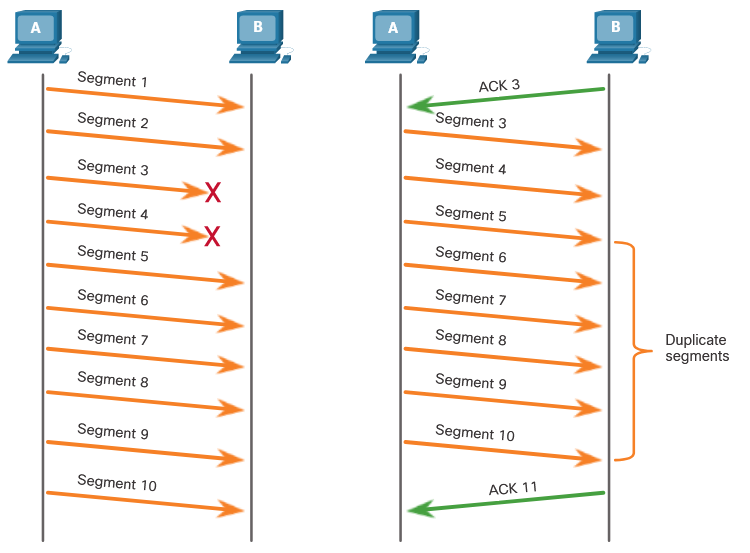 A
B
Segment 1
Segment 2
Segment 3
X
Segment 4
X
Segment 5
Segment 6
Segment 7
Segment 8
Segment 9
Segment 10
A
B
ACK 3
Segment 3
Segment 4
Segment 5
Segment 6
Segment 7
Segment 8
Segment 9
Segment 10
ACK 11
Duplicate
segments